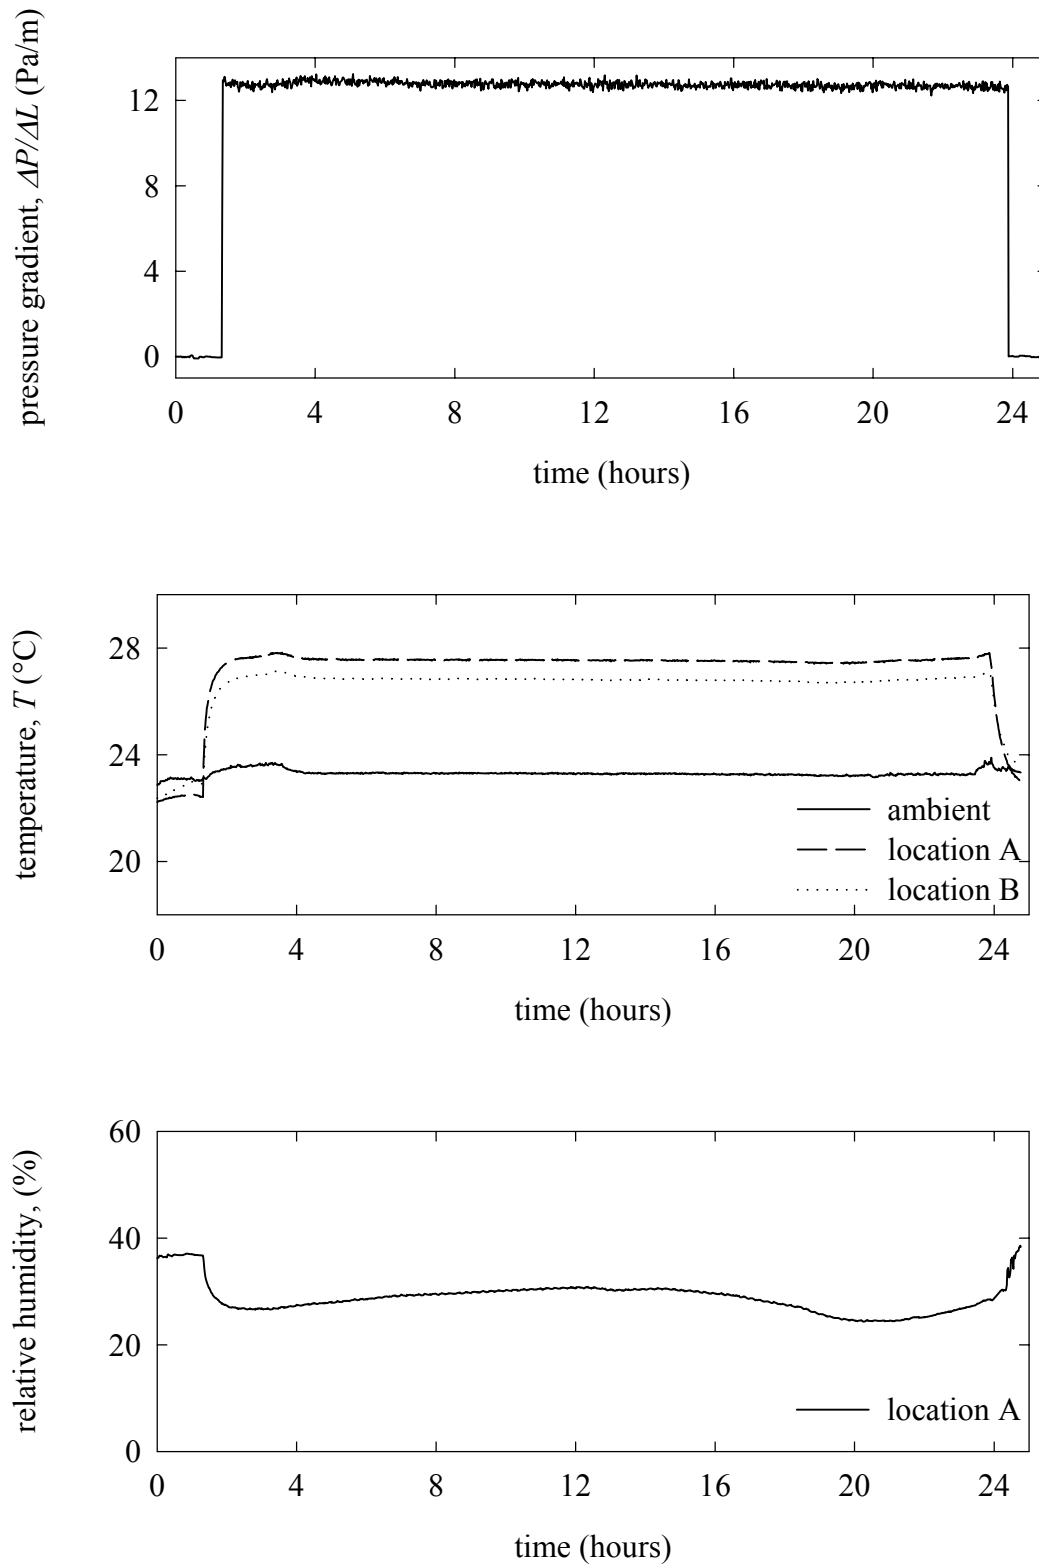 pressure gradient, ΔP/ΔL (Pa/m)
12
8
4
0
0 4 8 12 16 20 24
time (hours)
temperature, T (°C)
28
24
20
ambient
location A
location B
0 4 8 12 16 20 24
time (hours)
relative humidity, (%)
60
40
20
0
location A
0 4 8 12 16 20 24
time (hours)